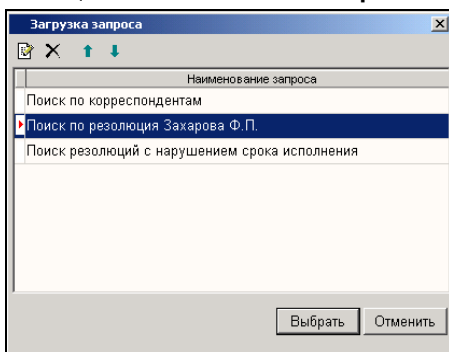 Загрузка запроса
Наименование запроса
Поиск по корреспондентам
Поиск по резолюция Захарова Ф.П.
Поиск резолюций с нарушением срока исполнения
Выбрать Отменить